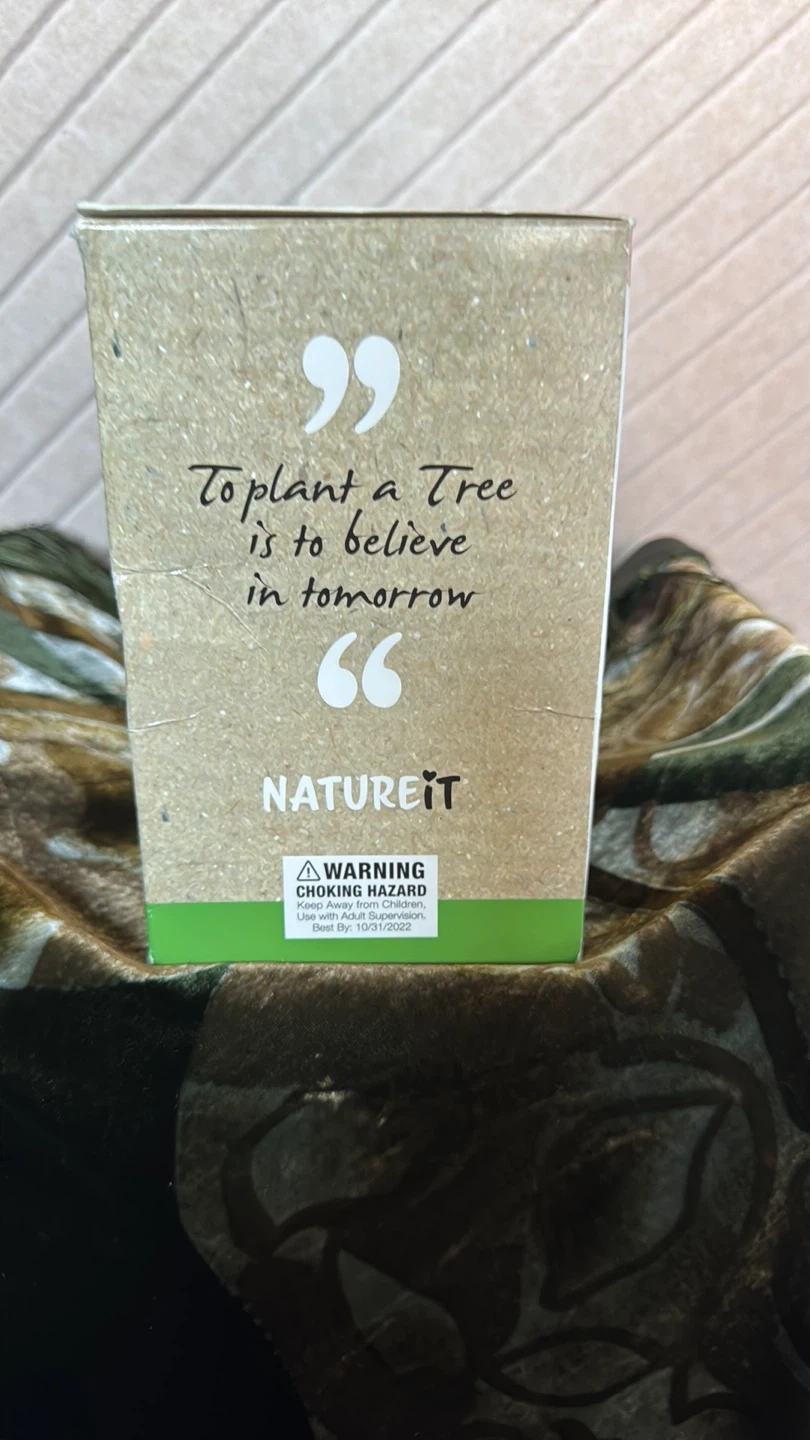 ”
To plant a Tree
is to believe
in tomorrow
“
NATUREiT
⚠ WARNING
CHOKING HAZARD
Keep Away from Children,
Use with Adult Supervision.
Best By: 10/31/2022